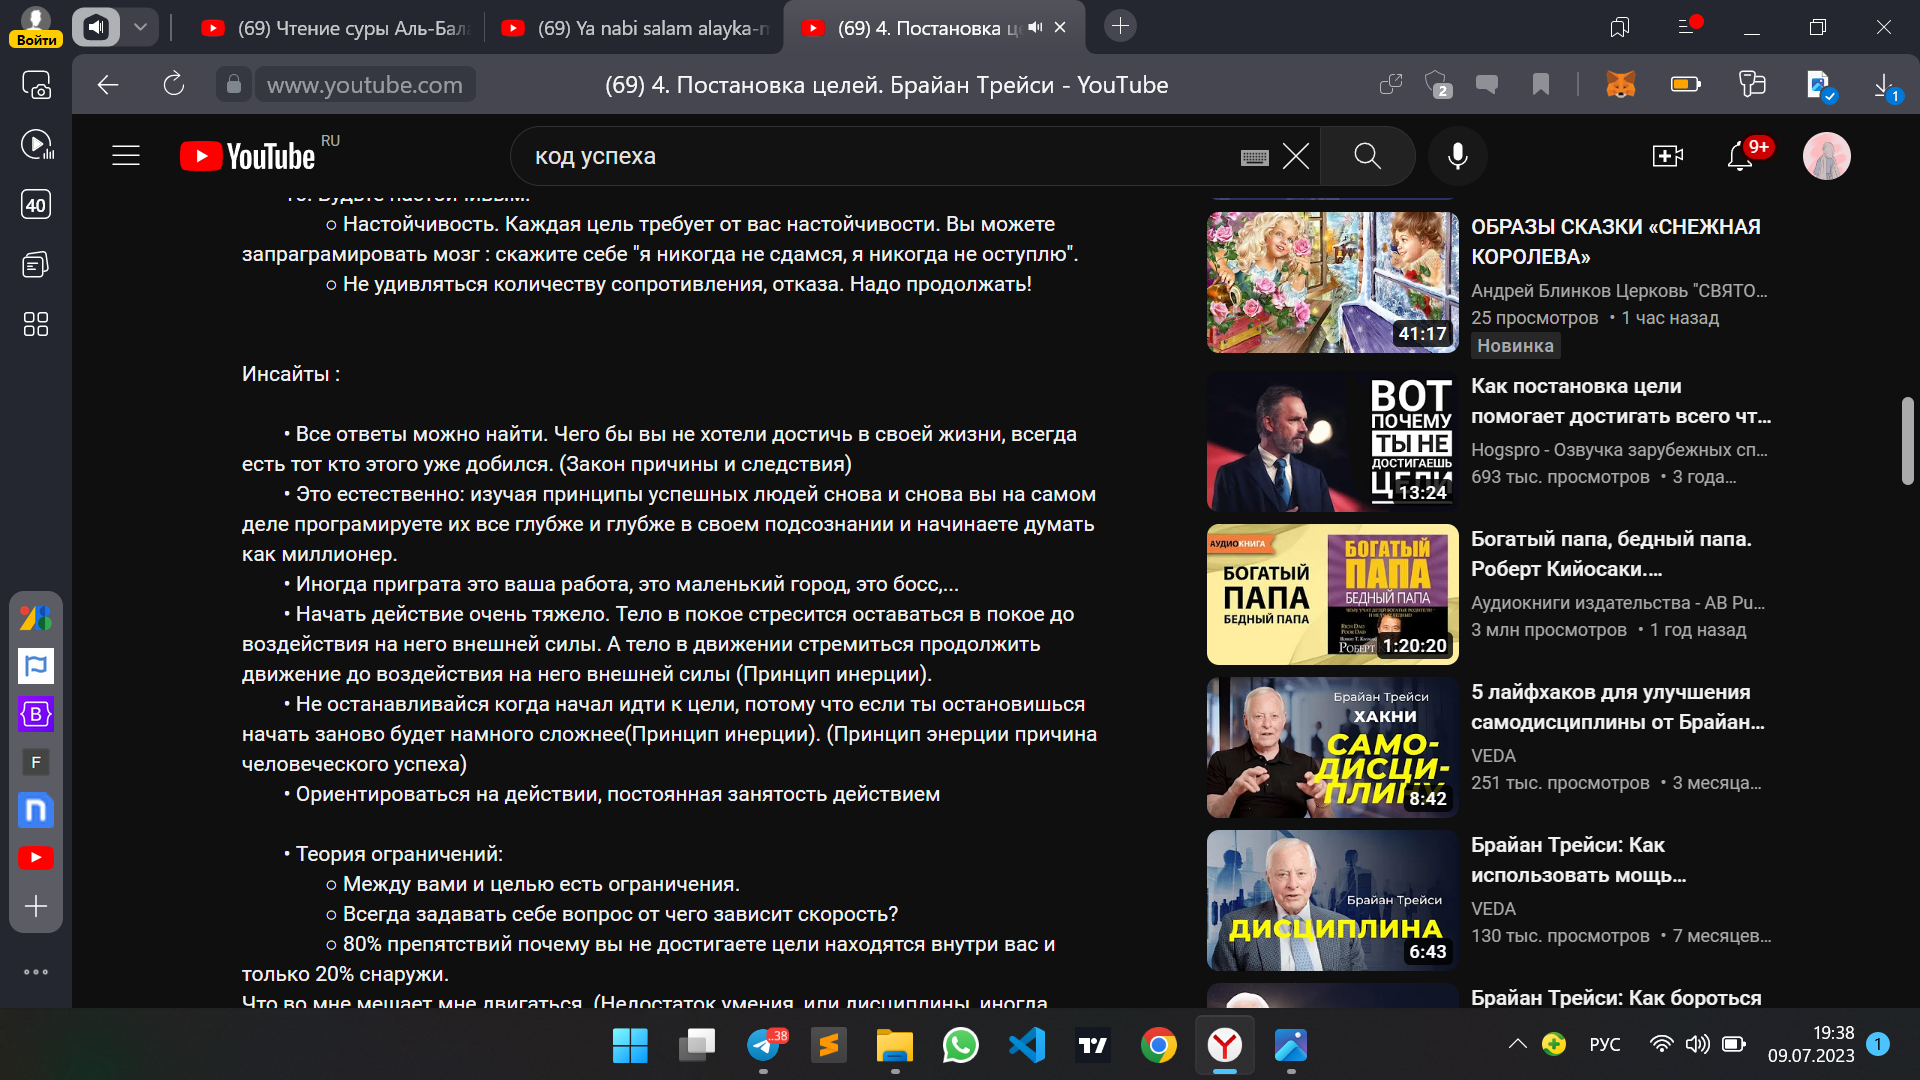 Войти
(69) Чтение суры Аль-Бал
(69) Ya nabi salam alayka-m
(69) 4. Постановка це
www.youtube.com
(69) 4. Постановка целей. Брайан Трейси - YouTube
2
1
40
YouTube RU
код успеха
9+
10. Будьте настойчивым.
○ Настойчивость. Каждая цель требует от вас настойчивости. Вы можете
запраграмировать мозг : скажите себе "я никогда не сдамся, я никогда не оступлю".
○ Не удивляться количеству сопротивления, отказа. Надо продолжать!
Инсайты :
• Все ответы можно найти. Чего бы вы не хотели достичь в своей жизни, всегда
есть тот кто этого уже добился. (Закон причины и следствия)
• Это естественно: изучая принципы успешных людей снова и снова вы на самом
деле програмируете их все глубже и глубже в своем подсознании и начинаете думать
как миллионер.
• Иногда приграта это ваша работа, это маленький город, это босс,...
• Начать действие очень тяжело. Тело в покое стресится оставаться в покое до
воздействия на него внешней силы. А тело в движении стремиться продолжить
движение до воздействия на него внешней силы (Принцип инерции).
• Не останавливайся когда начал идти к цели, потому что если ты остановишься
начать заново будет намного сложнее(Принцип инерции). (Принцип энерции причина
человеческого успеха)
• Ориентироваться на действии, постоянная занятость действием
• Теория ограничений:
○ Между вами и целью есть ограничения.
○ Всегда задавать себе вопрос от чего зависит скорость?
○ 80% препятствий почему вы не достигаете цели находятся внутри вас и
только 20% снаружи.
Что во мне мешает мне двигаться. (Недостаток умения, или дисциплины, иногда
41:17
ОБРАЗЫ СКАЗКИ «СНЕЖНАЯ
КОРОЛЕВА»
Андрей Блинков Церковь "СВЯТО...
25 просмотров • 1 час назад
Новинка
ВОТ
ПОЧЕМУ
ТЫ НЕ
ДОСТИГАЕШЬ
ЦЕЛИ
13:24
Как постановка цели
помогает достигать всего чт...
Hogspro - Озвучка зарубежных сп...
693 тыс. просмотров • 3 года...
АУДИОКНИГА
БОГАТЫЙ
ПАПА
БЕДНЫЙ ПАПА
БОГАТЫЙ
ПАПА
БЕДНЫЙ ПАПА
1:20:20
Богатый папа, бедный папа.
Роберт Кийосаки....
Аудиокниги издательства - AB Pu...
3 млн просмотров • 1 год назад
Брайан Трейси
ХАКНИ
САМО-
ДИСЦИ-
ПЛИНУ
8:42
5 лайфхаков для улучшения
самодисциплины от Брайан...
VEDA
251 тыс. просмотров • 3 месяца...
Брайан Трейси
ДИСЦИПЛИНА
6:43
Брайан Трейси: Как
использовать мощь...
VEDA
130 тыс. просмотров • 7 месяцев...
Брайан Трейси: Как бороться
B
F
n
..38
РУС
19:38
09.07.2023
1